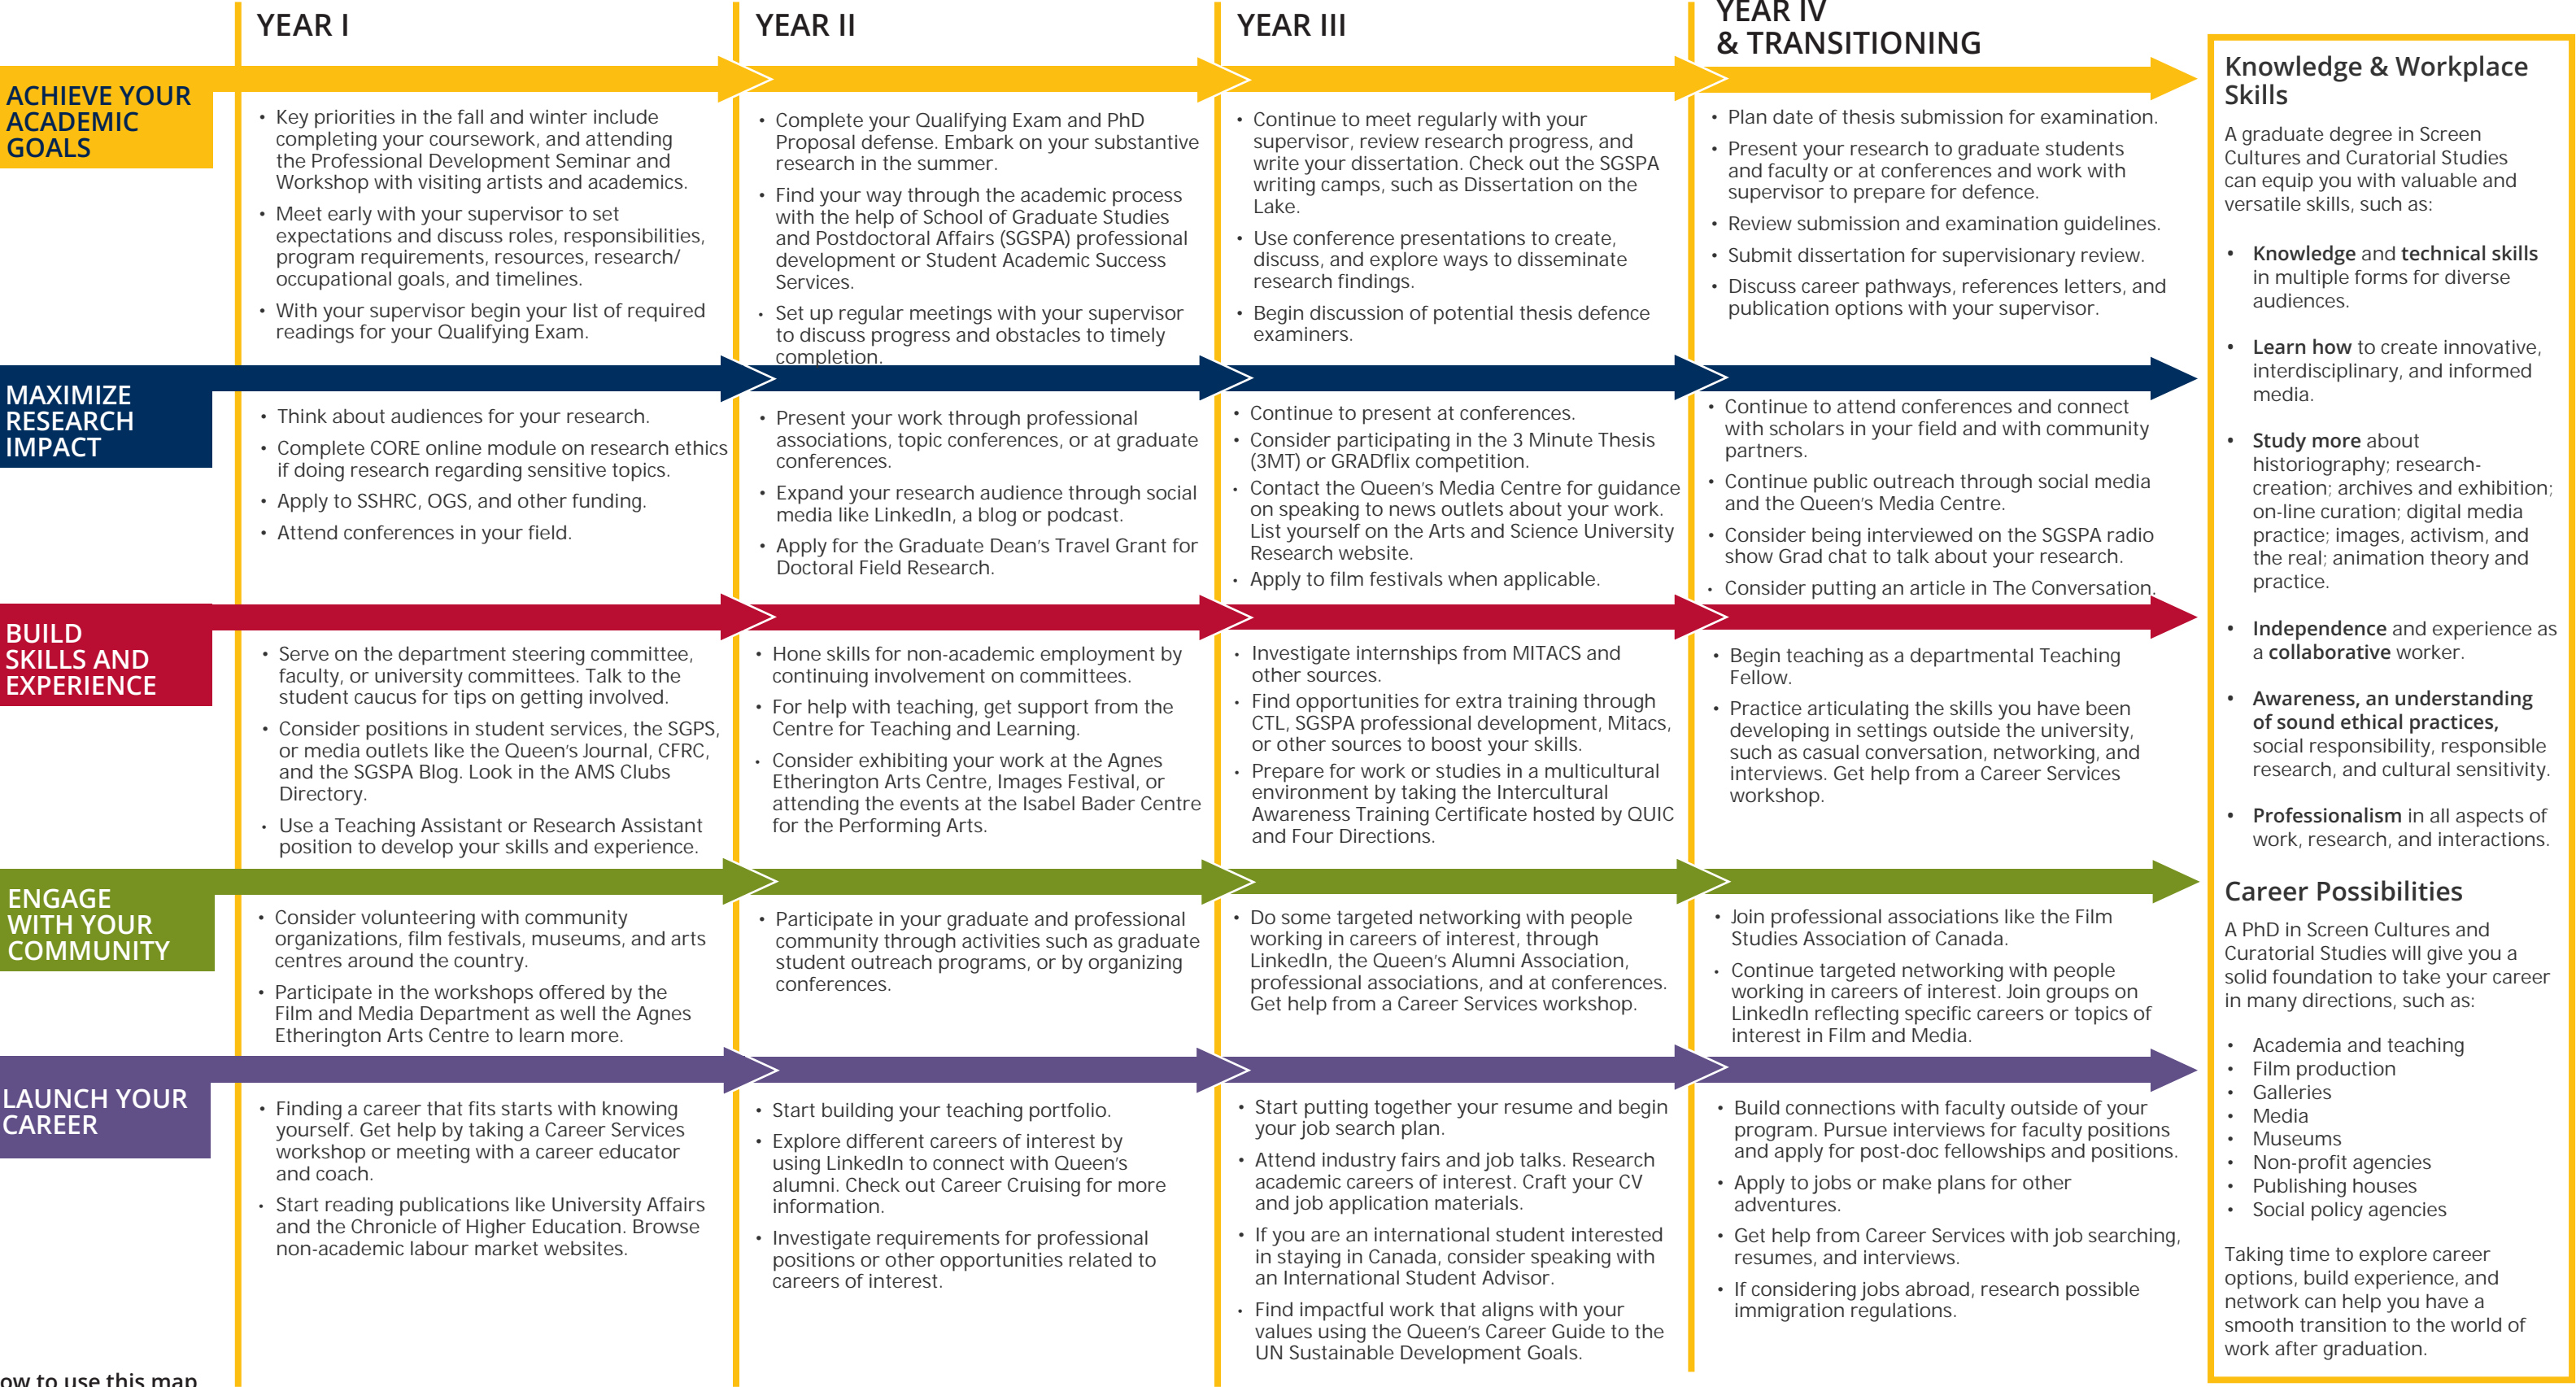 YEAR I
YEAR II
YEAR III
YEAR IV
& TRANSITIONING
ACHIEVE YOUR
ACADEMIC
GOALS
• Key priorities in the fall and winter include
completing your coursework, and attending
the Professional Development Seminar and
Workshop with visiting artists and academics.
• Meet early with your supervisor to set
expectations and discuss roles, responsibilities,
program requirements, resources, research/
occupational goals, and timelines.
• With your supervisor begin your list of required
readings for your Qualifying Exam.
• Complete your Qualifying Exam and PhD
Proposal defense. Embark on your substantive
research in the summer.
• Find your way through the academic process
with the help of School of Graduate Studies
and Postdoctoral Affairs (SGSPA) professional
development or Student Academic Success
Services.
• Set up regular meetings with your supervisor
to discuss progress and obstacles to timely
completion.
• Continue to meet regularly with your
supervisor, review research progress, and
write your dissertation. Check out the SGSPA
writing camps, such as Dissertation on the
Lake.
• Use conference presentations to create,
discuss, and explore ways to disseminate
research findings.
• Begin discussion of potential thesis defence
examiners.
• Plan date of thesis submission for examination.
• Present your research to graduate students
and faculty or at conferences and work with
supervisor to prepare for defence.
• Review submission and examination guidelines.
• Submit dissertation for supervisionary review.
• Discuss career pathways, references letters, and
publication options with your supervisor.
MAXIMIZE
RESEARCH
IMPACT
• Think about audiences for your research.
• Complete CORE online module on research ethics
if doing research regarding sensitive topics.
• Apply to SSHRC, OGS, and other funding.
• Attend conferences in your field.
• Present your work through professional
associations, topic conferences, or at graduate
conferences.
• Expand your research audience through social
media like LinkedIn, a blog or podcast.
• Apply for the Graduate Dean's Travel Grant for
Doctoral Field Research.
• Continue to present at conferences.
• Consider participating in the 3 Minute Thesis
(3MT) or GRADflix competition.
• Contact the Queen's Media Centre for guidance
on speaking to news outlets about your work.
List yourself on the Arts and Science University
Research website.
• Apply to film festivals when applicable.
• Continue to attend conferences and connect
with scholars in your field and with community
partners.
• Continue public outreach through social media
and the Queen's Media Centre.
• Consider being interviewed on the SGSPA radio
show Grad chat to talk about your research.
• Consider putting an article in The Conversation.
BUILD
SKILLS AND
EXPERIENCE
• Serve on the department steering committee,
faculty, or university committees. Talk to the
student caucus for tips on getting involved.
• Consider positions in student services, the SGPS,
or media outlets like the Queen's Journal, CFRC,
and the SGSPA Blog. Look in the AMS Clubs
Directory.
• Use a Teaching Assistant or Research Assistant
position to develop your skills and experience.
• Hone skills for non-academic employment by
continuing involvement on committees.
• For help with teaching, get support from the
Centre for Teaching and Learning.
• Consider exhibiting your work at the Agnes
Etherington Arts Centre, Images Festival, or
attending the events at the Isabel Bader Centre
for the Performing Arts.
• Investigate internships from MITACS and
other sources.
• Find opportunities for extra training through
CTL, SGSPA professional development, Mitacs,
or other sources to boost your skills.
• Prepare for work or studies in a multicultural
environment by taking the Intercultural
Awareness Training Certificate hosted by QUIC
and Four Directions.
• Begin teaching as a departmental Teaching
Fellow.
• Practice articulating the skills you have been
developing in settings outside the university,
such as casual conversation, networking, and
interviews. Get help from a Career Services
workshop.
ENGAGE
WITH YOUR
COMMUNITY
• Consider volunteering with community
organizations, film festivals, museums, and arts
centres around the country.
• Participate in the workshops offered by the
Film and Media Department as well the Agnes
Etherington Arts Centre to learn more.
• Participate in your graduate and professional
community through activities such as graduate
student outreach programs, or by organizing
conferences.
• Do some targeted networking with people
working in careers of interest, through
LinkedIn, the Queen's Alumni Association,
professional associations, and at conferences.
Get help from a Career Services workshop.
• Join professional associations like the Film
Studies Association of Canada.
• Continue targeted networking with people
working in careers of interest. Join groups on
LinkedIn reflecting specific careers or topics of
interest in Film and Media.
LAUNCH YOUR
CAREER
• Finding a career that fits starts with knowing
yourself. Get help by taking a Career Services
workshop or meeting with a career educator
and coach.
• Start reading publications like University Affairs
and the Chronicle of Higher Education. Browse
non-academic labour market websites.
• Start building your teaching portfolio.
• Explore different careers of interest by
using LinkedIn to connect with Queen's
alumni. Check out Career Cruising for more
information.
• Investigate requirements for professional
positions or other opportunities related to
careers of interest.
• Start putting together your resume and begin
your job search plan.
• Attend industry fairs and job talks. Research
academic careers of interest. Craft your CV
and job application materials.
• If you are an international student interested
in staying in Canada, consider speaking with
an International Student Advisor.
• Find impactful work that aligns with your
values using the Queen's Career Guide to the
UN Sustainable Development Goals.
• Build connections with faculty outside of your
program. Pursue interviews for faculty positions
and apply for post-doc fellowships and positions.
• Apply to jobs or make plans for other
adventures.
• Get help from Career Services with job searching,
resumes, and interviews.
• If considering jobs abroad, research possible
immigration regulations.
Knowledge & Workplace
Skills
A graduate degree in Screen
Cultures and Curatorial Studies
can equip you with valuable and
versatile skills, such as:
• Knowledge and technical skills
in multiple forms for diverse
audiences.
• Learn how to create innovative,
interdisciplinary, and informed
media.
• Study more about
historiography; research-
creation; archives and exhibition;
on-line curation; digital media
practice; images, activism, and
the real; animation theory and
practice.
• Independence and experience as
a collaborative worker.
• Awareness, an understanding
of sound ethical practices,
social responsibility, responsible
research, and cultural sensitivity.
• Professionalism in all aspects of
work, research, and interactions.
Career Possibilities
A PhD in Screen Cultures and
Curatorial Studies will give you a
solid foundation to take your career
in many directions, such as:
• Academia and teaching
• Film production
• Galleries
• Media
• Museums
• Non-profit agencies
• Publishing houses
• Social policy agencies
Taking time to explore career
options, build experience, and
network can help you have a
smooth transition to the world of
work after graduation.
ow to use this map